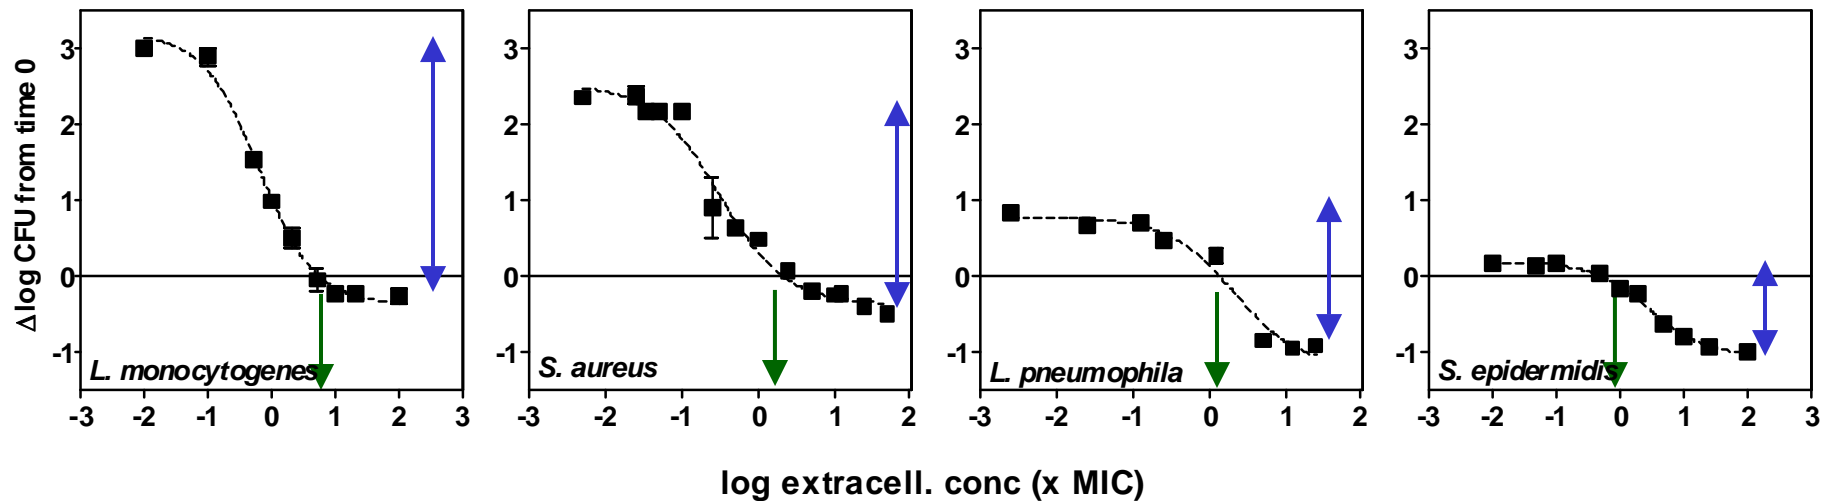 Δlog CFU from time 0
3
2
1
0
-1
L. monocytogenes
-3 -2 -1 0 1 2 3
3
2
1
0
-1
S. aureus
-3 -2 -1 0 1 2
3
2
1
0
-1
L. pneumophila
-3 -2 -1 0 1 2
3
2
1
0
-1
S. epidermidis
-3 -2 -1 0 1 2 3
log extracell. conc (x MIC)